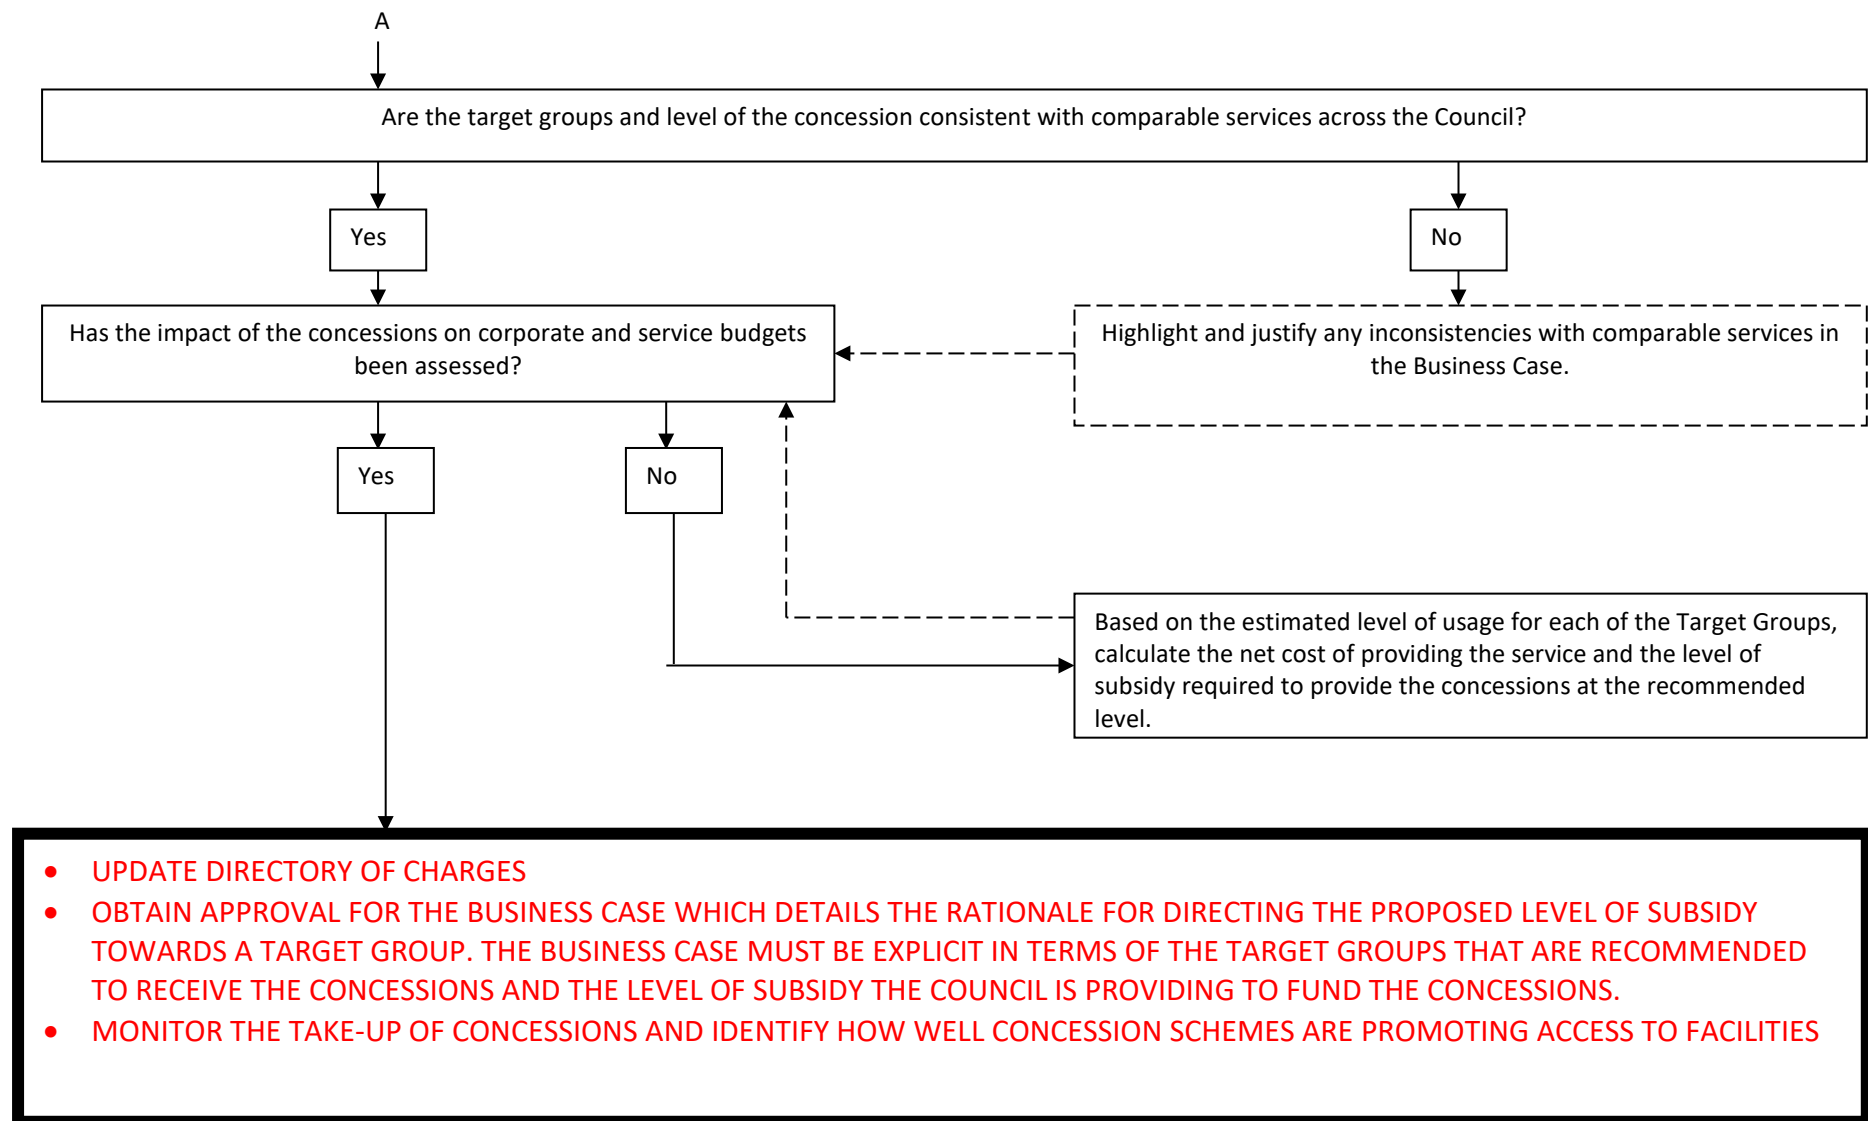 A
Are the target groups and level of the concession consistent with comparable services across the Council?
Yes
No
Has the impact of the concessions on corporate and service budgets
been assessed?
Highlight and justify any inconsistencies with comparable services in
the Business Case.
Yes
No
Based on the estimated level of usage for each of the Target Groups,
calculate the net cost of providing the service and the level of
subsidy required to provide the concessions at the recommended
level.
• UPDATE DIRECTORY OF CHARGES
• OBTAIN APPROVAL FOR THE BUSINESS CASE WHICH DETAILS THE RATIONALE FOR DIRECTING THE PROPOSED LEVEL OF SUBSIDY
TOWARDS A TARGET GROUP. THE BUSINESS CASE MUST BE EXPLICIT IN TERMS OF THE TARGET GROUPS THAT ARE RECOMMENDED
TO RECEIVE THE CONCESSIONS AND THE LEVEL OF SUBSIDY THE COUNCIL IS PROVIDING TO FUND THE CONCESSIONS.
• MONITOR THE TAKE-UP OF CONCESSIONS AND IDENTIFY HOW WELL CONCESSION SCHEMES ARE PROMOTING ACCESS TO FACILITIES